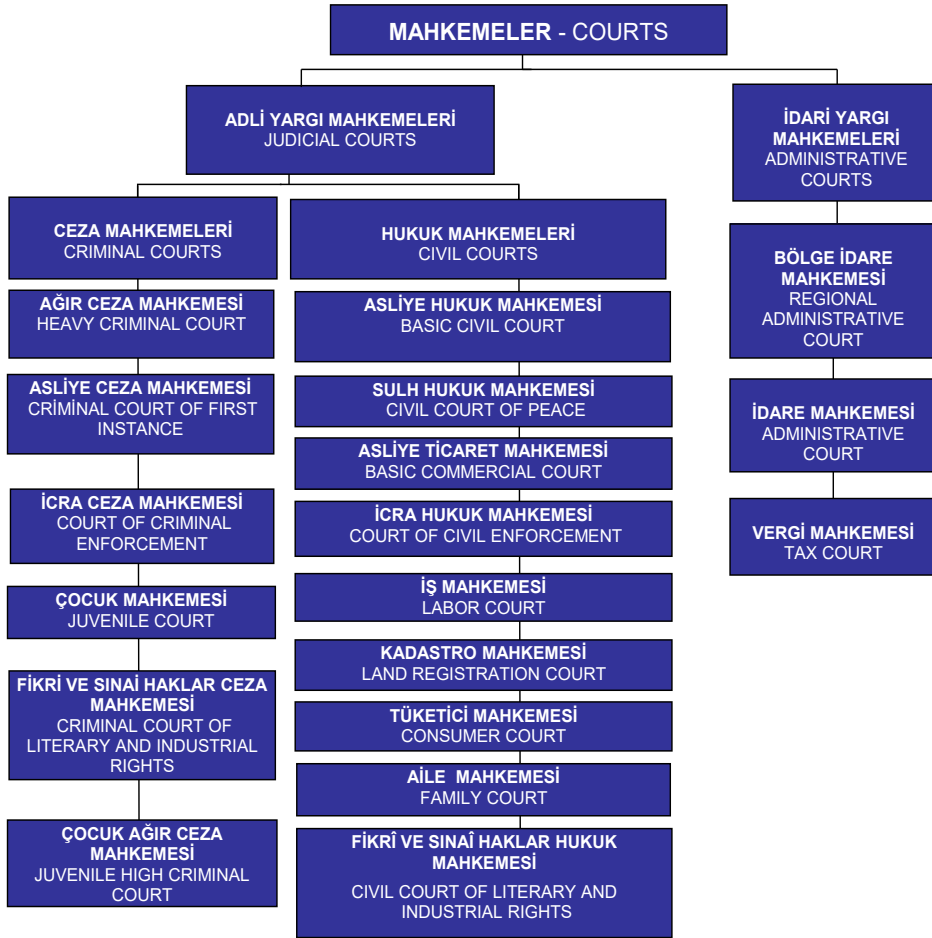 MAHKEMELER - COURTS
ADLİ YARGI MAHKEMELERİ
JUDICIAL COURTS
İDARİ YARGI
MAHKEMELERİ
ADMINISTRATIVE
COURTS
CEZA MAHKEMELERİ
CRIMINAL COURTS
AĞIR CEZA MAHKEMESİ
HEAVY CRIMINAL COURT
ASLİYE CEZA MAHKEMESİ
CRİMİNAL COURT OF FIRST
INSTANCE
İCRA CEZA MAHKEMESİ
COURT OF CRIMINAL
ENFORCEMENT
ÇOCUK MAHKEMESİ
JUVENILE COURT
FİKRİ VE SINAİ HAKLAR CEZA
MAHKEMESİ
CRIMINAL COURT OF
LITERARY AND INDUSTRIAL
RIGHTS
ÇOCUK AĞIR CEZA
MAHKEMESİ
JUVENILE HIGH CRIMINAL
COURT
HUKUK MAHKEMELERİ
CIVIL COURTS
ASLİYE HUKUK MAHKEMESİ
BASIC CIVIL COURT
SULH HUKUK MAHKEMESİ
CIVIL COURT OF PEACE
ASLİYE TİCARET MAHKEMESİ
BASIC COMMERCIAL COURT
İCRA HUKUK MAHKEMESİ
COURT OF CIVIL ENFORCEMENT
İŞ MAHKEMESİ
LABOR COURT
KADASTRO MAHKEMESİ
LAND REGISTRATION COURT
TÜKETİCİ MAHKEMESİ
CONSUMER COURT
AİLE MAHKEMESİ
FAMILY COURT
FİKRÎ VE SINAÎ HAKLAR HUKUK
MAHKEMESİ
CIVIL COURT OF LITERARY AND
INDUSTRIAL RIGHTS
BÖLGE İDARE
MAHKEMESİ
REGIONAL
ADMINISTRATIVE
COURT
İDARE MAHKEMESİ
ADMINISTRATIVE
COURT
VERGİ MAHKEMESİ
TAX COURT